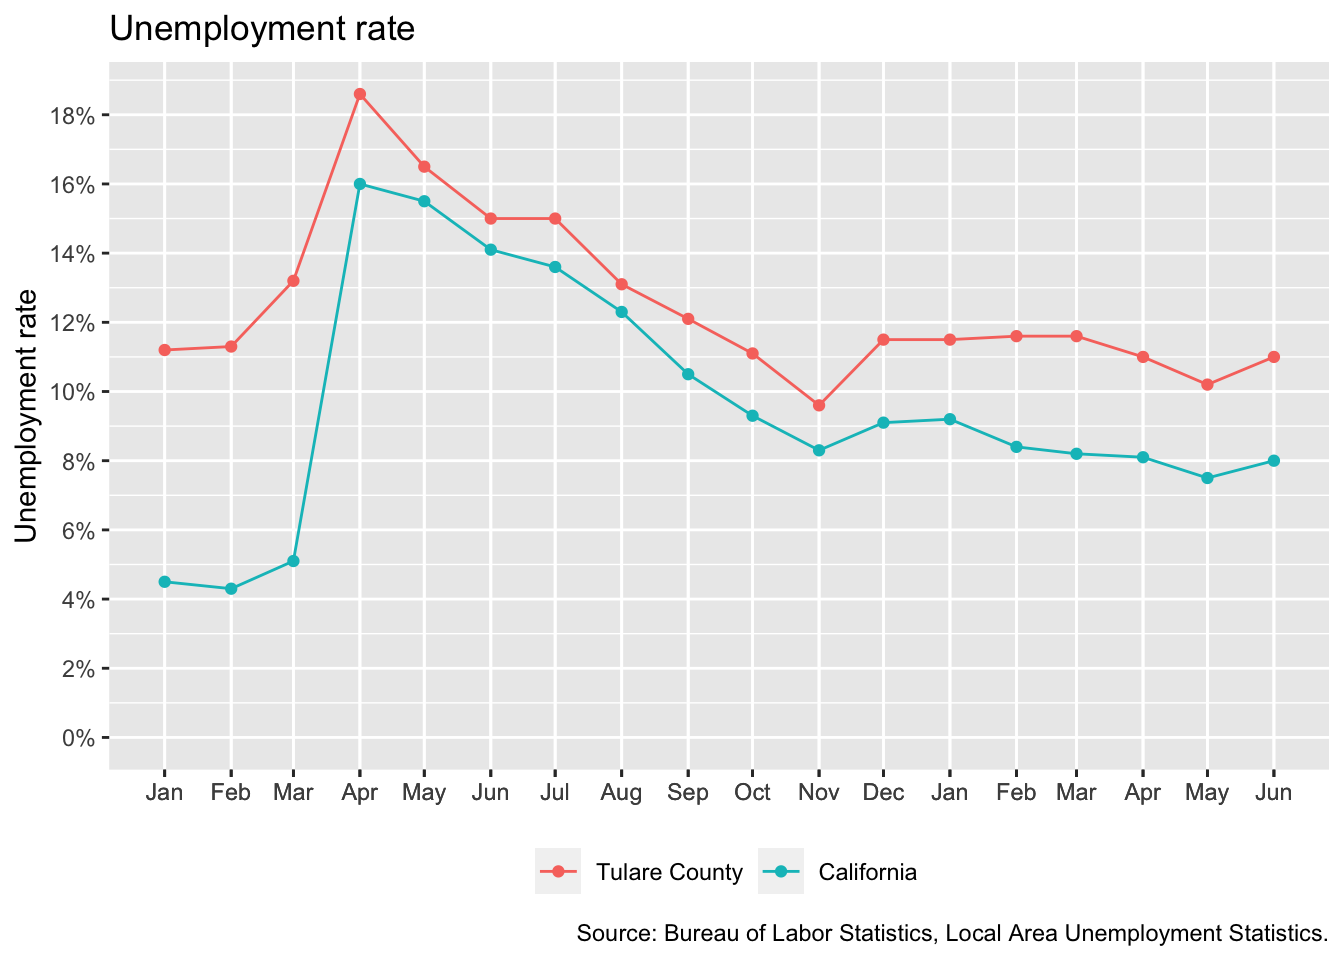 Unemployment rate
Unemployment rate
18%
16%
14%
12%
10%
8%
6%
4%
2%
0%
Jan Feb Mar Apr May Jun Jul Aug Sep Oct Nov Dec Jan Feb Mar Apr May Jun
Tulare County California
Source: Bureau of Labor Statistics, Local Area Unemployment Statistics.